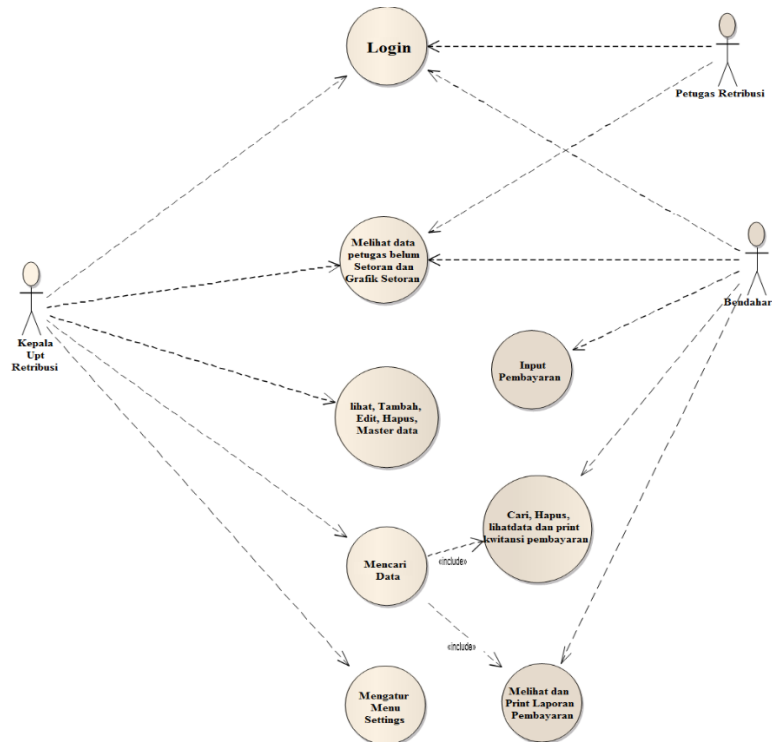 Login
Petugas Retribusi
Melihat data
petugas belum
Setoran dan
Grafik Setoran
Bendahar
Kepala
Upt
Retribusi
Input
Pembayaran
lihat, Tambah,
Edit, Hapus,
Master data
Cari, Hapus,
lihatdata dan print
kwitansi pembayaran
Mencari
Data
«include»
«include»
Mengatur
Menu
Settings
Melihat dan
Print Laporan
Pembayaran